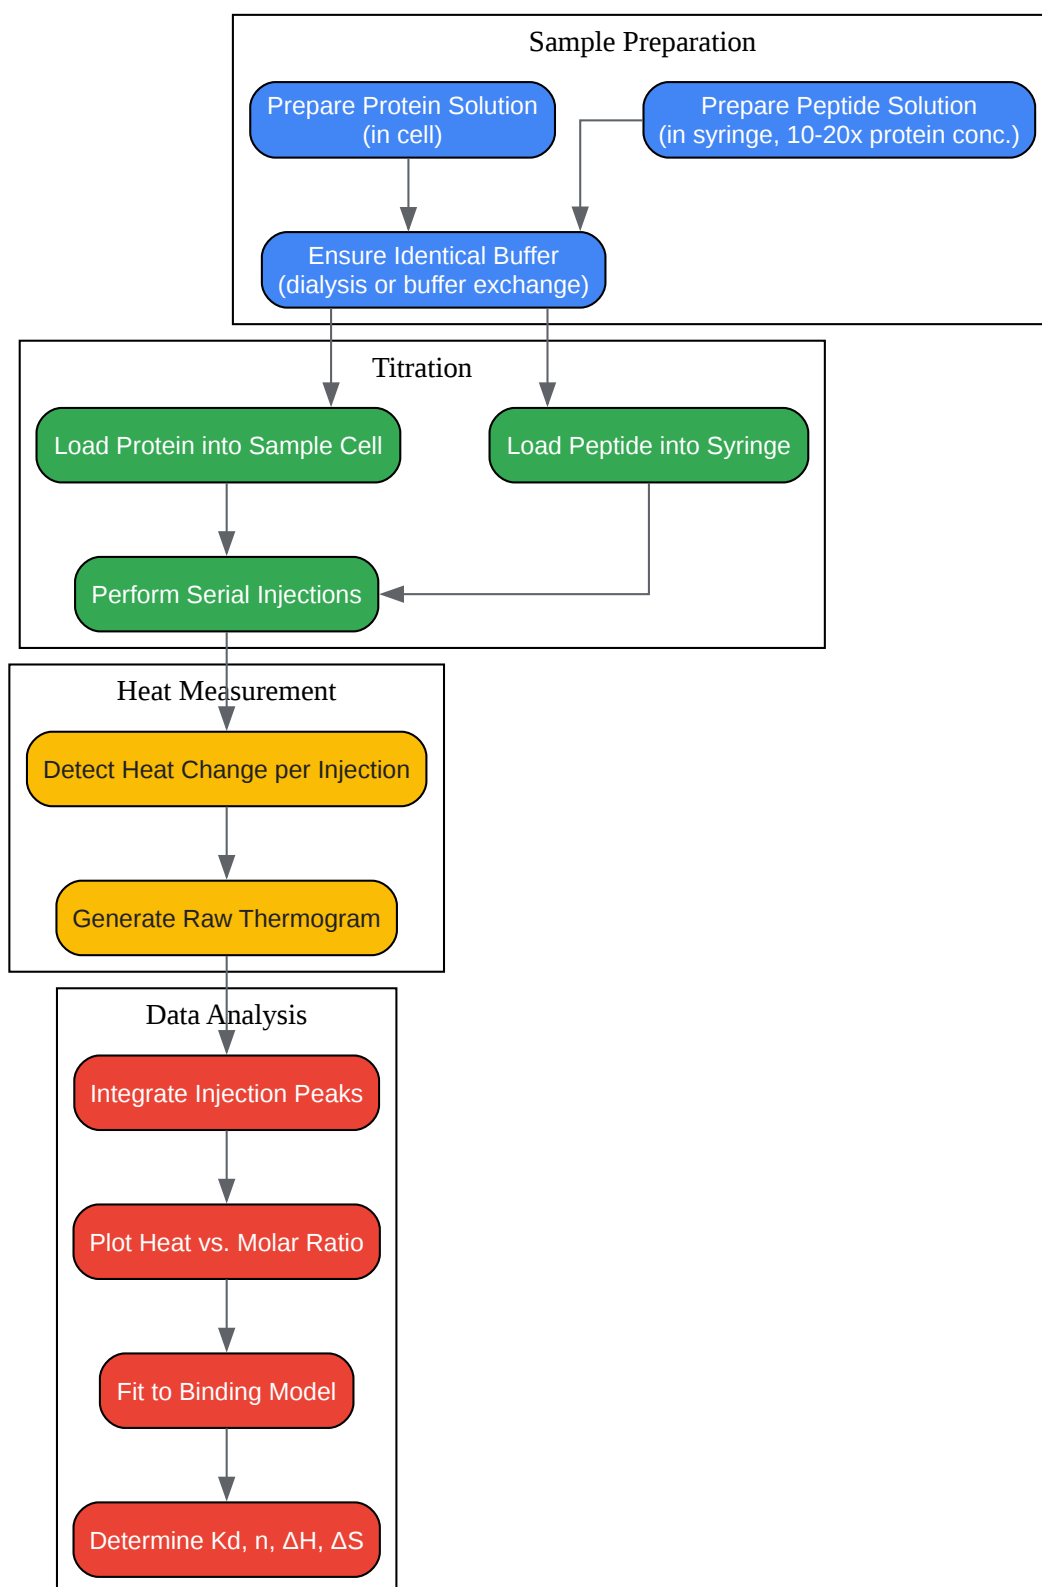 Sample Preparation
Prepare Protein Solution
(in cell)
Prepare Peptide Solution
(in syringe, 10-20x protein conc.)
Ensure Identical Buffer
(dialysis or buffer exchange)
Titration
Load Protein into Sample Cell
Load Peptide into Syringe
Perform Serial Injections
Heat Measurement
Detect Heat Change per Injection
Generate Raw Thermogram
Data Analysis
Integrate Injection Peaks
Plot Heat vs. Molar Ratio
Fit to Binding Model
Determine Kd, n, ΔH, ΔS